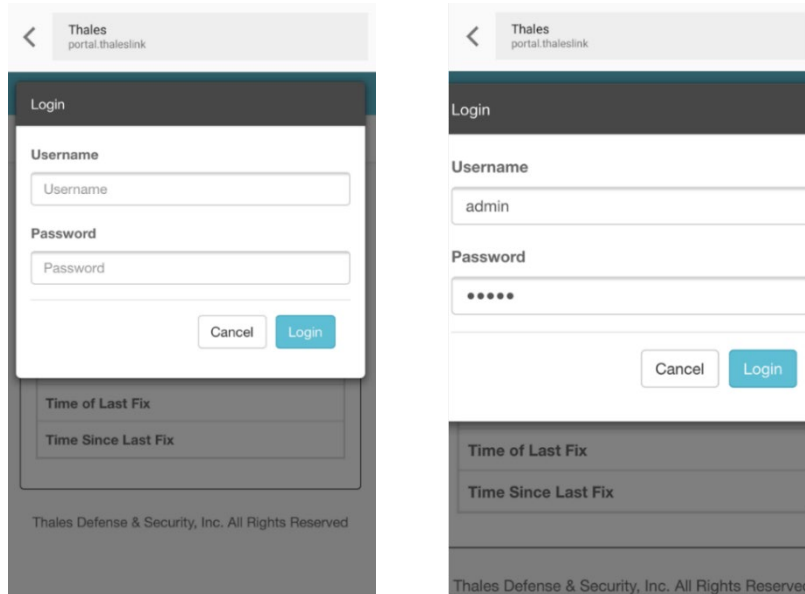 Thales
portal.thaleslink
Login
Username
Username
Password
Password
Cancel
Login
Time of Last Fix
Time Since Last Fix
Thales Defense & Security, Inc. All Rights Reserved
Thales
portal.thaleslink
Login
Username
admin
Password
•••••
Cancel
Login
Time of Last Fix
Time Since Last Fix
Thales Defense & Security, Inc. All Rights Reserved